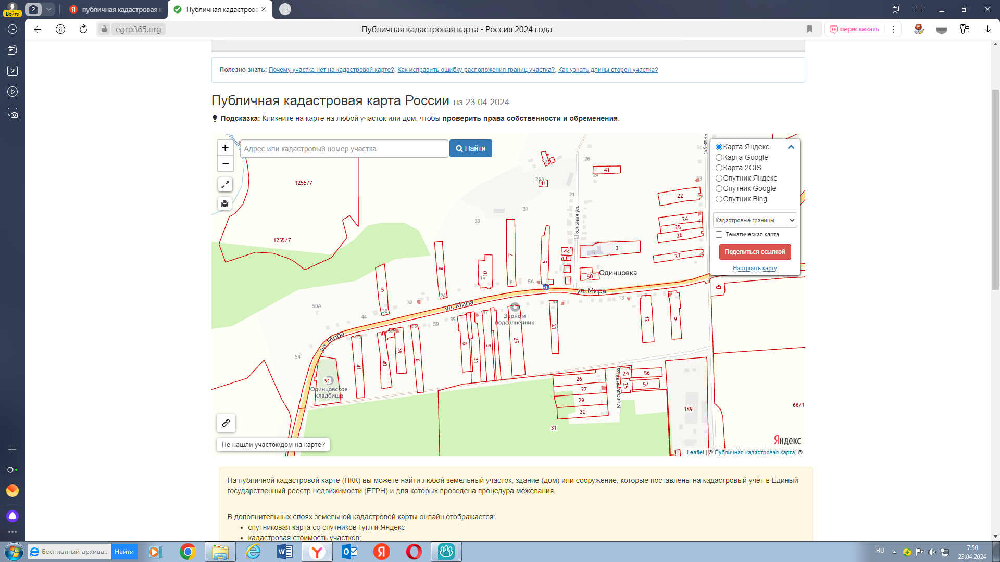 Войти
2
публичная кадастровая к
Публичная кадастрова
egrp365.org
Публичная кадастровая карта - Россия 2024 года
пересказать
2
Полезно знать: Почему участка нет на кадастровой карте?, Как исправить ошибку расположения границ участка?, Как узнать длины сторон участка?
Публичная кадастровая карта России на 23.04.2024
Подсказка: Кликните на карте на любой участок или дом, чтобы проверить права собственности и обременения.
+
−
Адрес или кадастровый номер участка
Найти
Карта Яндекс
Карта Google
Карта 2GIS
Спутник Яндекс
Спутник Google
Спутник Bing
Кадастровые границы
Тематическая карта
Поделиться ссылкой
Настроить карту
чная ул.
26
41
24
25А
41
21
33
1255/7
22
31
33
24
25
26
27
Школьная ул.
1255/7
8
7
5
44
3
6
10
14
50
Одинцовка
5
8
6А
ул. Мира
24
32
38
50А
44
ул. Мира
13
7
31
Зерно и
подсолнечник
47
55
59
65
12
9
21
25
8
31
5
39
40
6
41
ул. Мира
54
91
Одинцовское
кладбище
26
27
29
30
31
24
25
56
57
Молодёжная ул.
189
66/1
Не нашли участок/дом на карте?
Яндекс
© Яндекс Условия использования
Leaflet | © Публичная кадастровая карта, ©
На публичной кадастровой карте (ПКК) вы можете найти любой земельный участок, здание (дом) или сооружение, которые поставлены на кадастровый учёт в Единый
государственный реестр недвижимости (ЕГРН) и для которых проведена процедура межевания.
В дополнительных слоях земельной кадастровой карты онлайн отображается:
• спутниковая карта со спутников Гугл и Яндекс
• кадастровая стоимость участков;
Бесплатный архива...
Найти
RU
7:50
23.04.2024